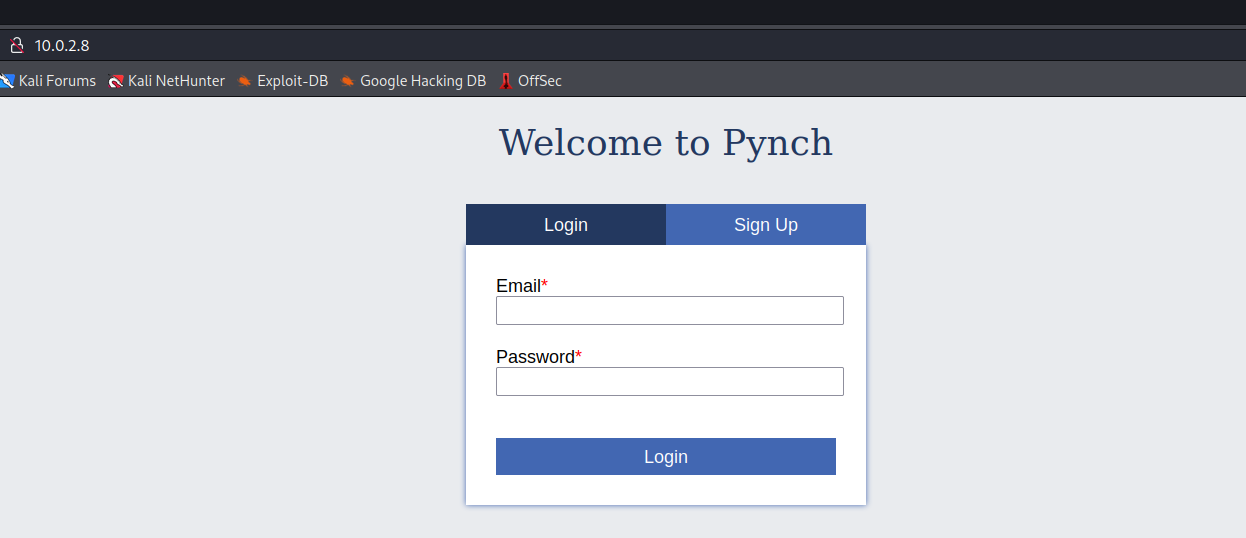 10.0.2.8
Kali Forums Kali NetHunter Exploit-DB Google Hacking DB OffSec
Welcome to Pynch
Login Sign Up
Email*
Password*
Login